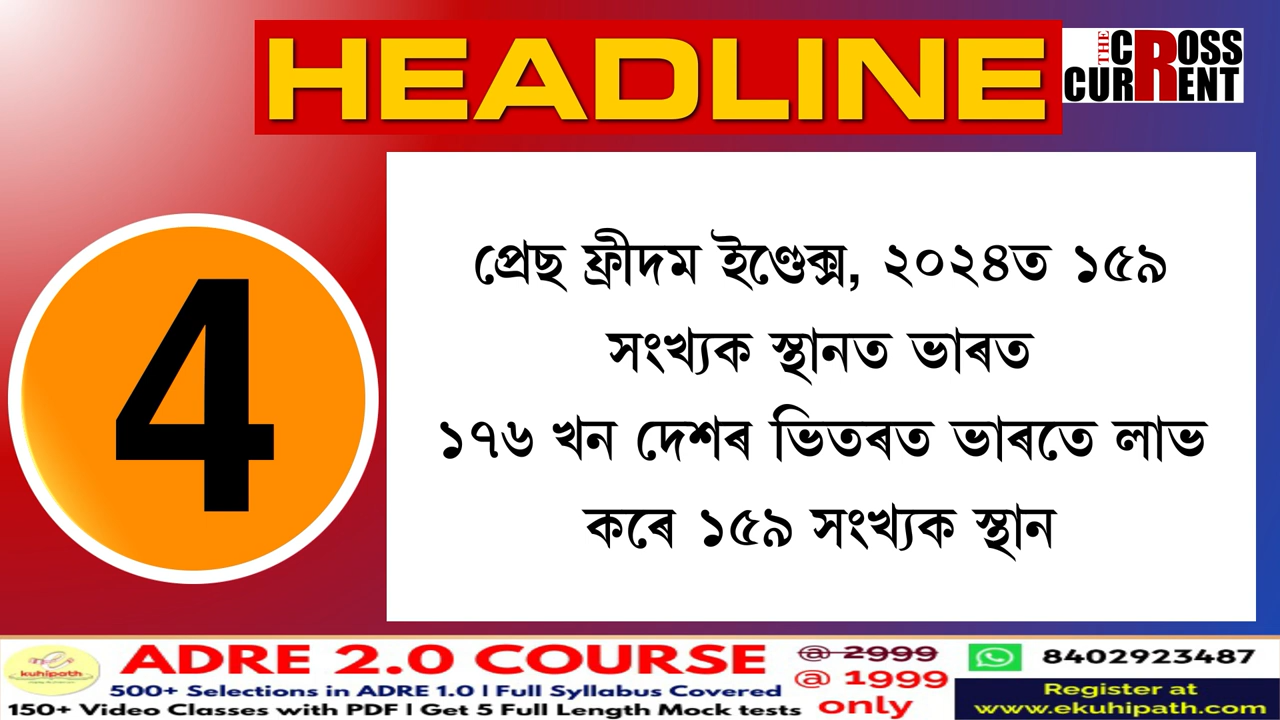 HEADLINE
THE CROSS
CURRENT
4
প্ৰেছ ফ্ৰীদম ইণ্ডেক্স, ২০২৪ত ১৫৯
সংখ্যক স্থানত ভাৰত
১৭৬ খন দেশৰ ভিতৰত ভাৰতে লাভ
কৰে ১৫৯ সংখ্যক স্থান
kuhipath
ADRE 2.0 COURSE
500+ Selections in ADRE 1.0 | Full Syllabus Covered
150+ Video Classes with PDF | Get 5 Full Length Mock tests
@ 2999
@ 1999
only
8402923487
Register at
www.ekuhipath.com